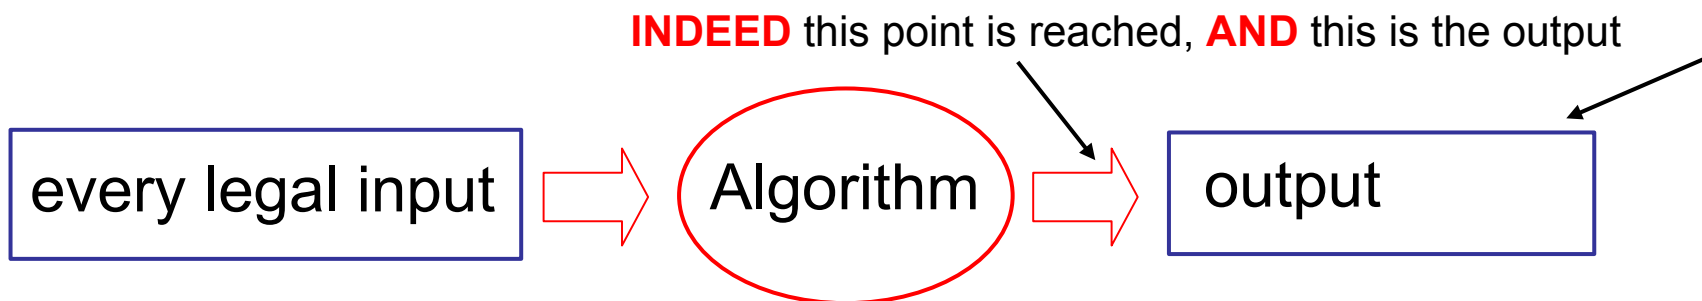 INDEED this point is reached, AND this is the output
every legal input
Algorithm
output